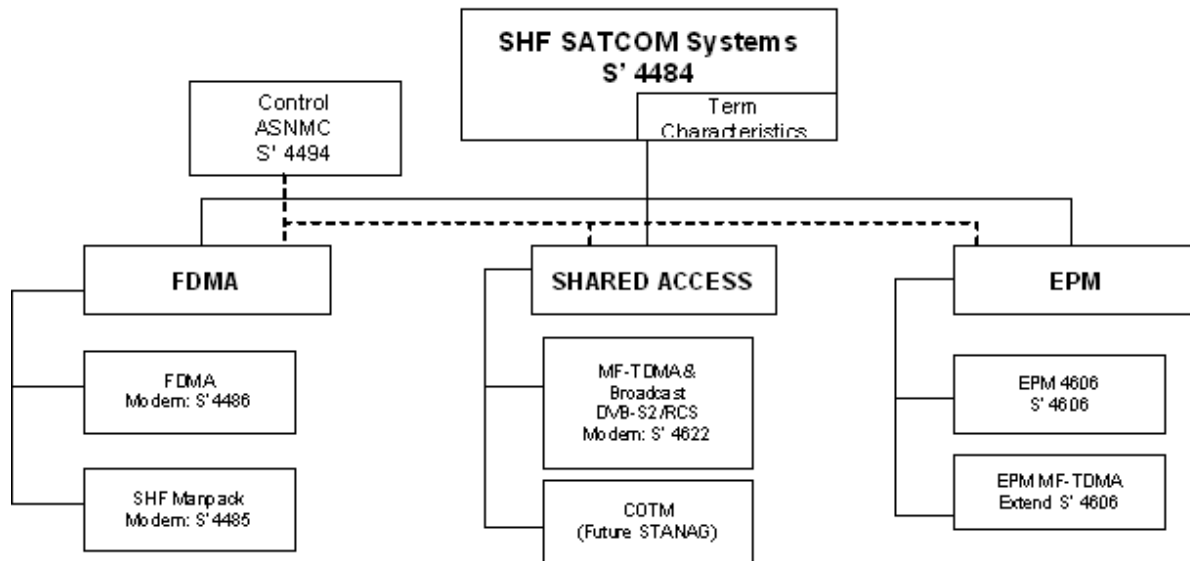 SHF SATCOM Systems
S' 4484
Term
Characteristics
Control
ASNMC
S' 4494
FDMA
SHARED ACCESS
EPM
FDMA
Modem: S' 4486
MF-TDMA &
Broadcast
DVB-S2/RCS
Modem: S' 4622
EPM 4606
S' 4606
SHF Manpack
Modem: S' 4485
COTM
(Future STANAG)
EPM MF-TDMA
Extend S' 4606